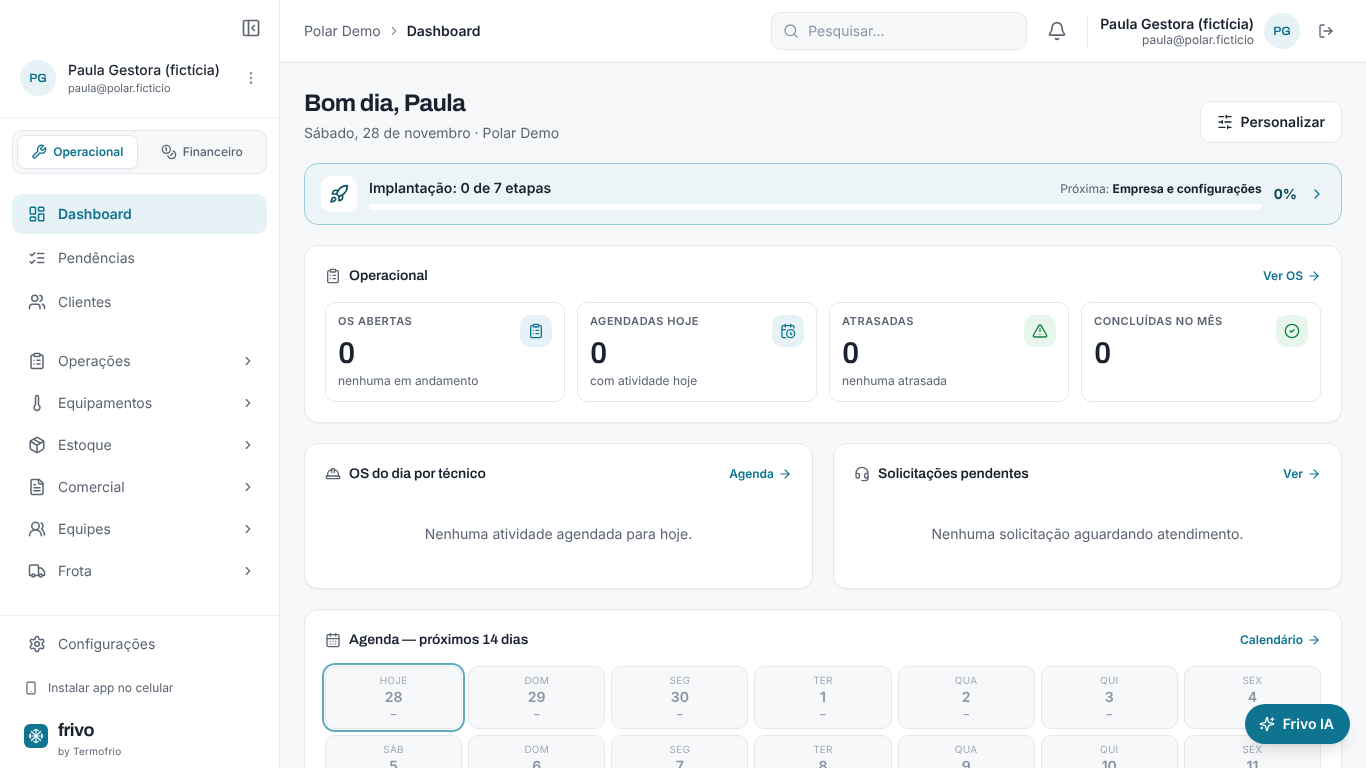 PG
Paula Gestora (fictícia)
paula@polar.ficticio
Operacional
Financeiro
Dashboard
Pendências
Clientes
Operações
Equipamentos
Estoque
Comercial
Equipes
Frota
Configurações
Instalar app no celular
frivo
by Termofrio
Polar Demo
Dashboard
Pesquisar...
Paula Gestora (fictícia)
paula@polar.ficticio
PG
Bom dia, Paula
Sábado, 28 de novembro · Polar Demo
Personalizar
Implantação: 0 de 7 etapas
Próxima: Empresa e configurações
0%
Operacional
Ver OS
OS ABERTAS
0
nenhuma em andamento
AGENDADAS HOJE
0
com atividade hoje
ATRASADAS
0
nenhuma atrasada
CONCLUÍDAS NO MÊS
0
OS do dia por técnico
Agenda
Nenhuma atividade agendada para hoje.
Solicitações pendentes
Ver
Nenhuma solicitação aguardando atendimento.
Agenda — próximos 14 dias
Calendário
HOJE
28
–
DOM
29
–
SEG
30
–
TER
1
–
QUA
2
–
QUI
3
–
SEX
4
SÁB
5
DOM
6
SEG
7
TER
8
QUA
9
QUI
10
SEX
11
Frivo IA